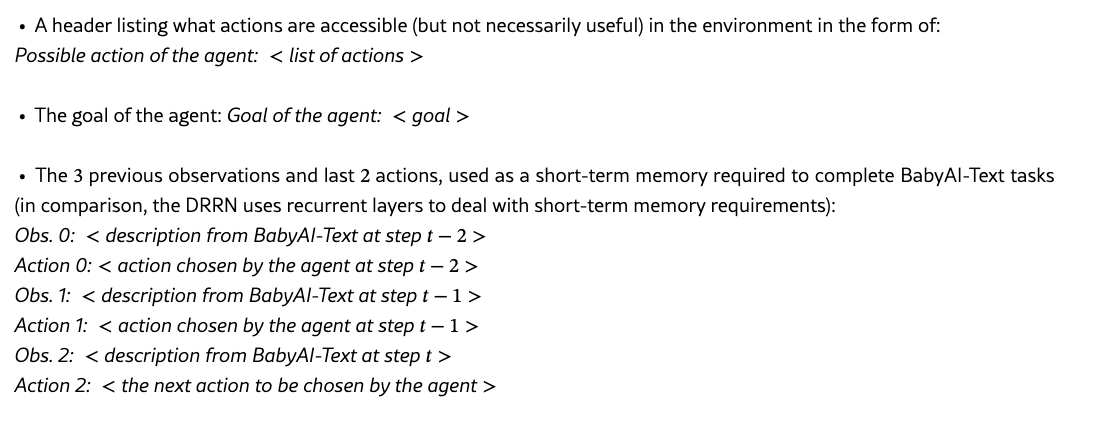 • A header listing what actions are accessible (but not necessarily useful) in the environment in the form of:
Possible action of the agent: < list of actions >
• The goal of the agent: Goal of the agent: < goal >
• The 3 previous observations and last 2 actions, used as a short-term memory required to complete BabyAI-Text tasks
(in comparison, the DRRN uses recurrent layers to deal with short-term memory requirements):
Obs. 0: < description from BabyAI-Text at step t − 2 >
Action 0: < action chosen by the agent at step t − 2 >
Obs. 1: < description from BabyAI-Text at step t − 1 >
Action 1: < action chosen by the agent at step t − 1 >
Obs. 2: < description from BabyAI-Text at step t >
Action 2: < the next action to be chosen by the agent >